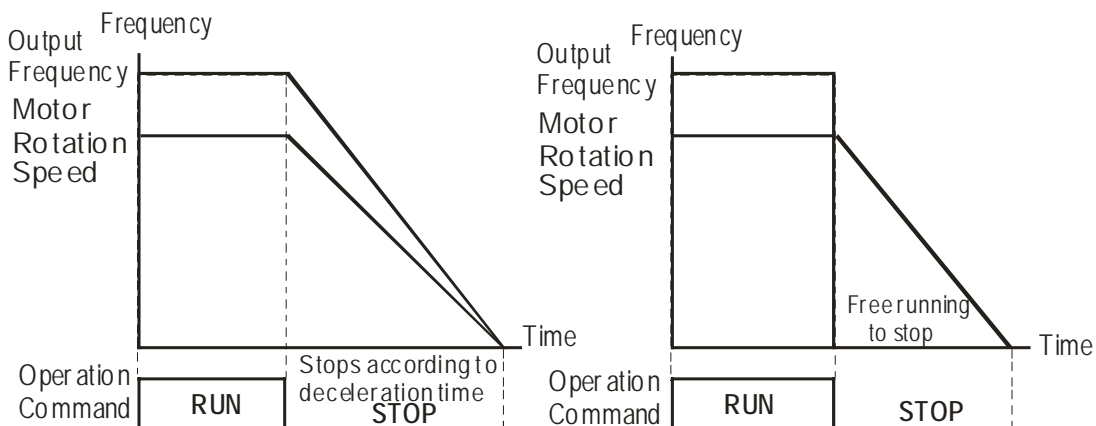 Frequency
Output
Frequency
Motor
Rotation
Speed
Time
Stops according to
deceleration time
Operation
Command
RUN
STOP
Frequency
Output
Frequency
Motor
Rotation
Speed
Free running
to stop
Time
Operation
Command
RUN
STOP